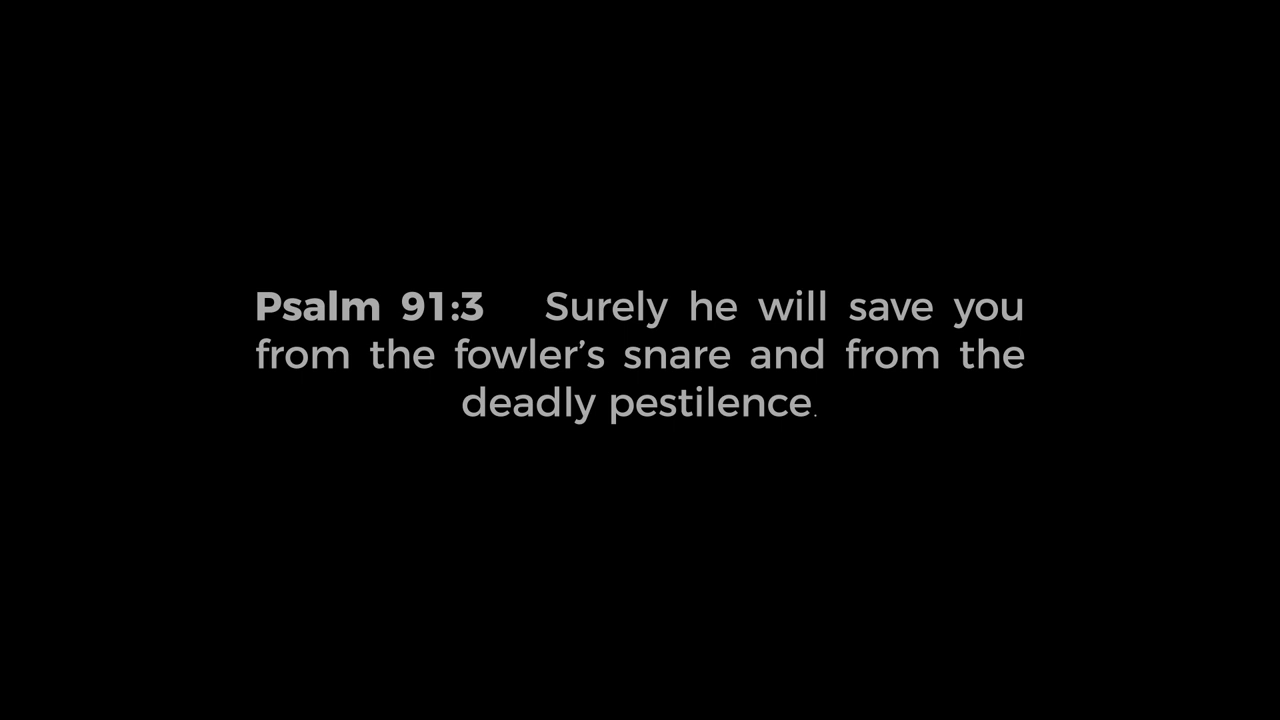 Psalm 91:3 Surely he will save you
from the fowler’s snare and from the
deadly pestilence.